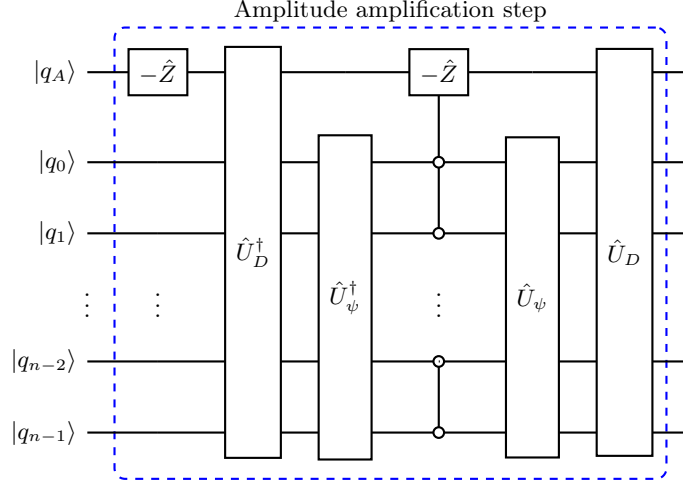 Amplitude amplification step
|q_A⟩ −Ẑ −Ẑ
|q_0⟩
|q_1⟩
Û_D^† Û_ψ^† Û_ψ Û_D
⋮ ⋮ ⋮
|q_{n−2}⟩
|q_{n−1}⟩